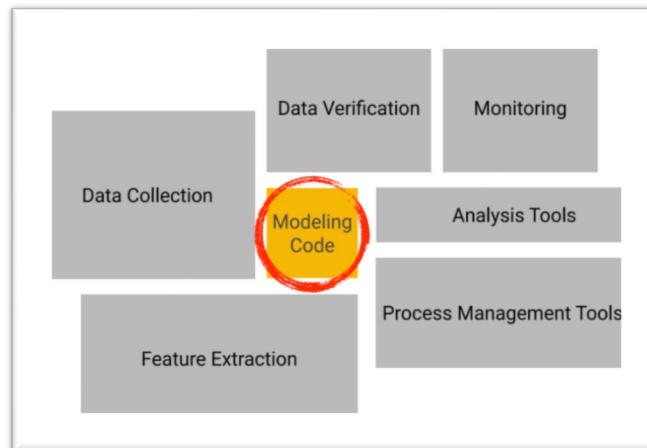 Data Verification
Monitoring
Data Collection
Modeling
Code
Analysis Tools
Process Management Tools
Feature Extraction